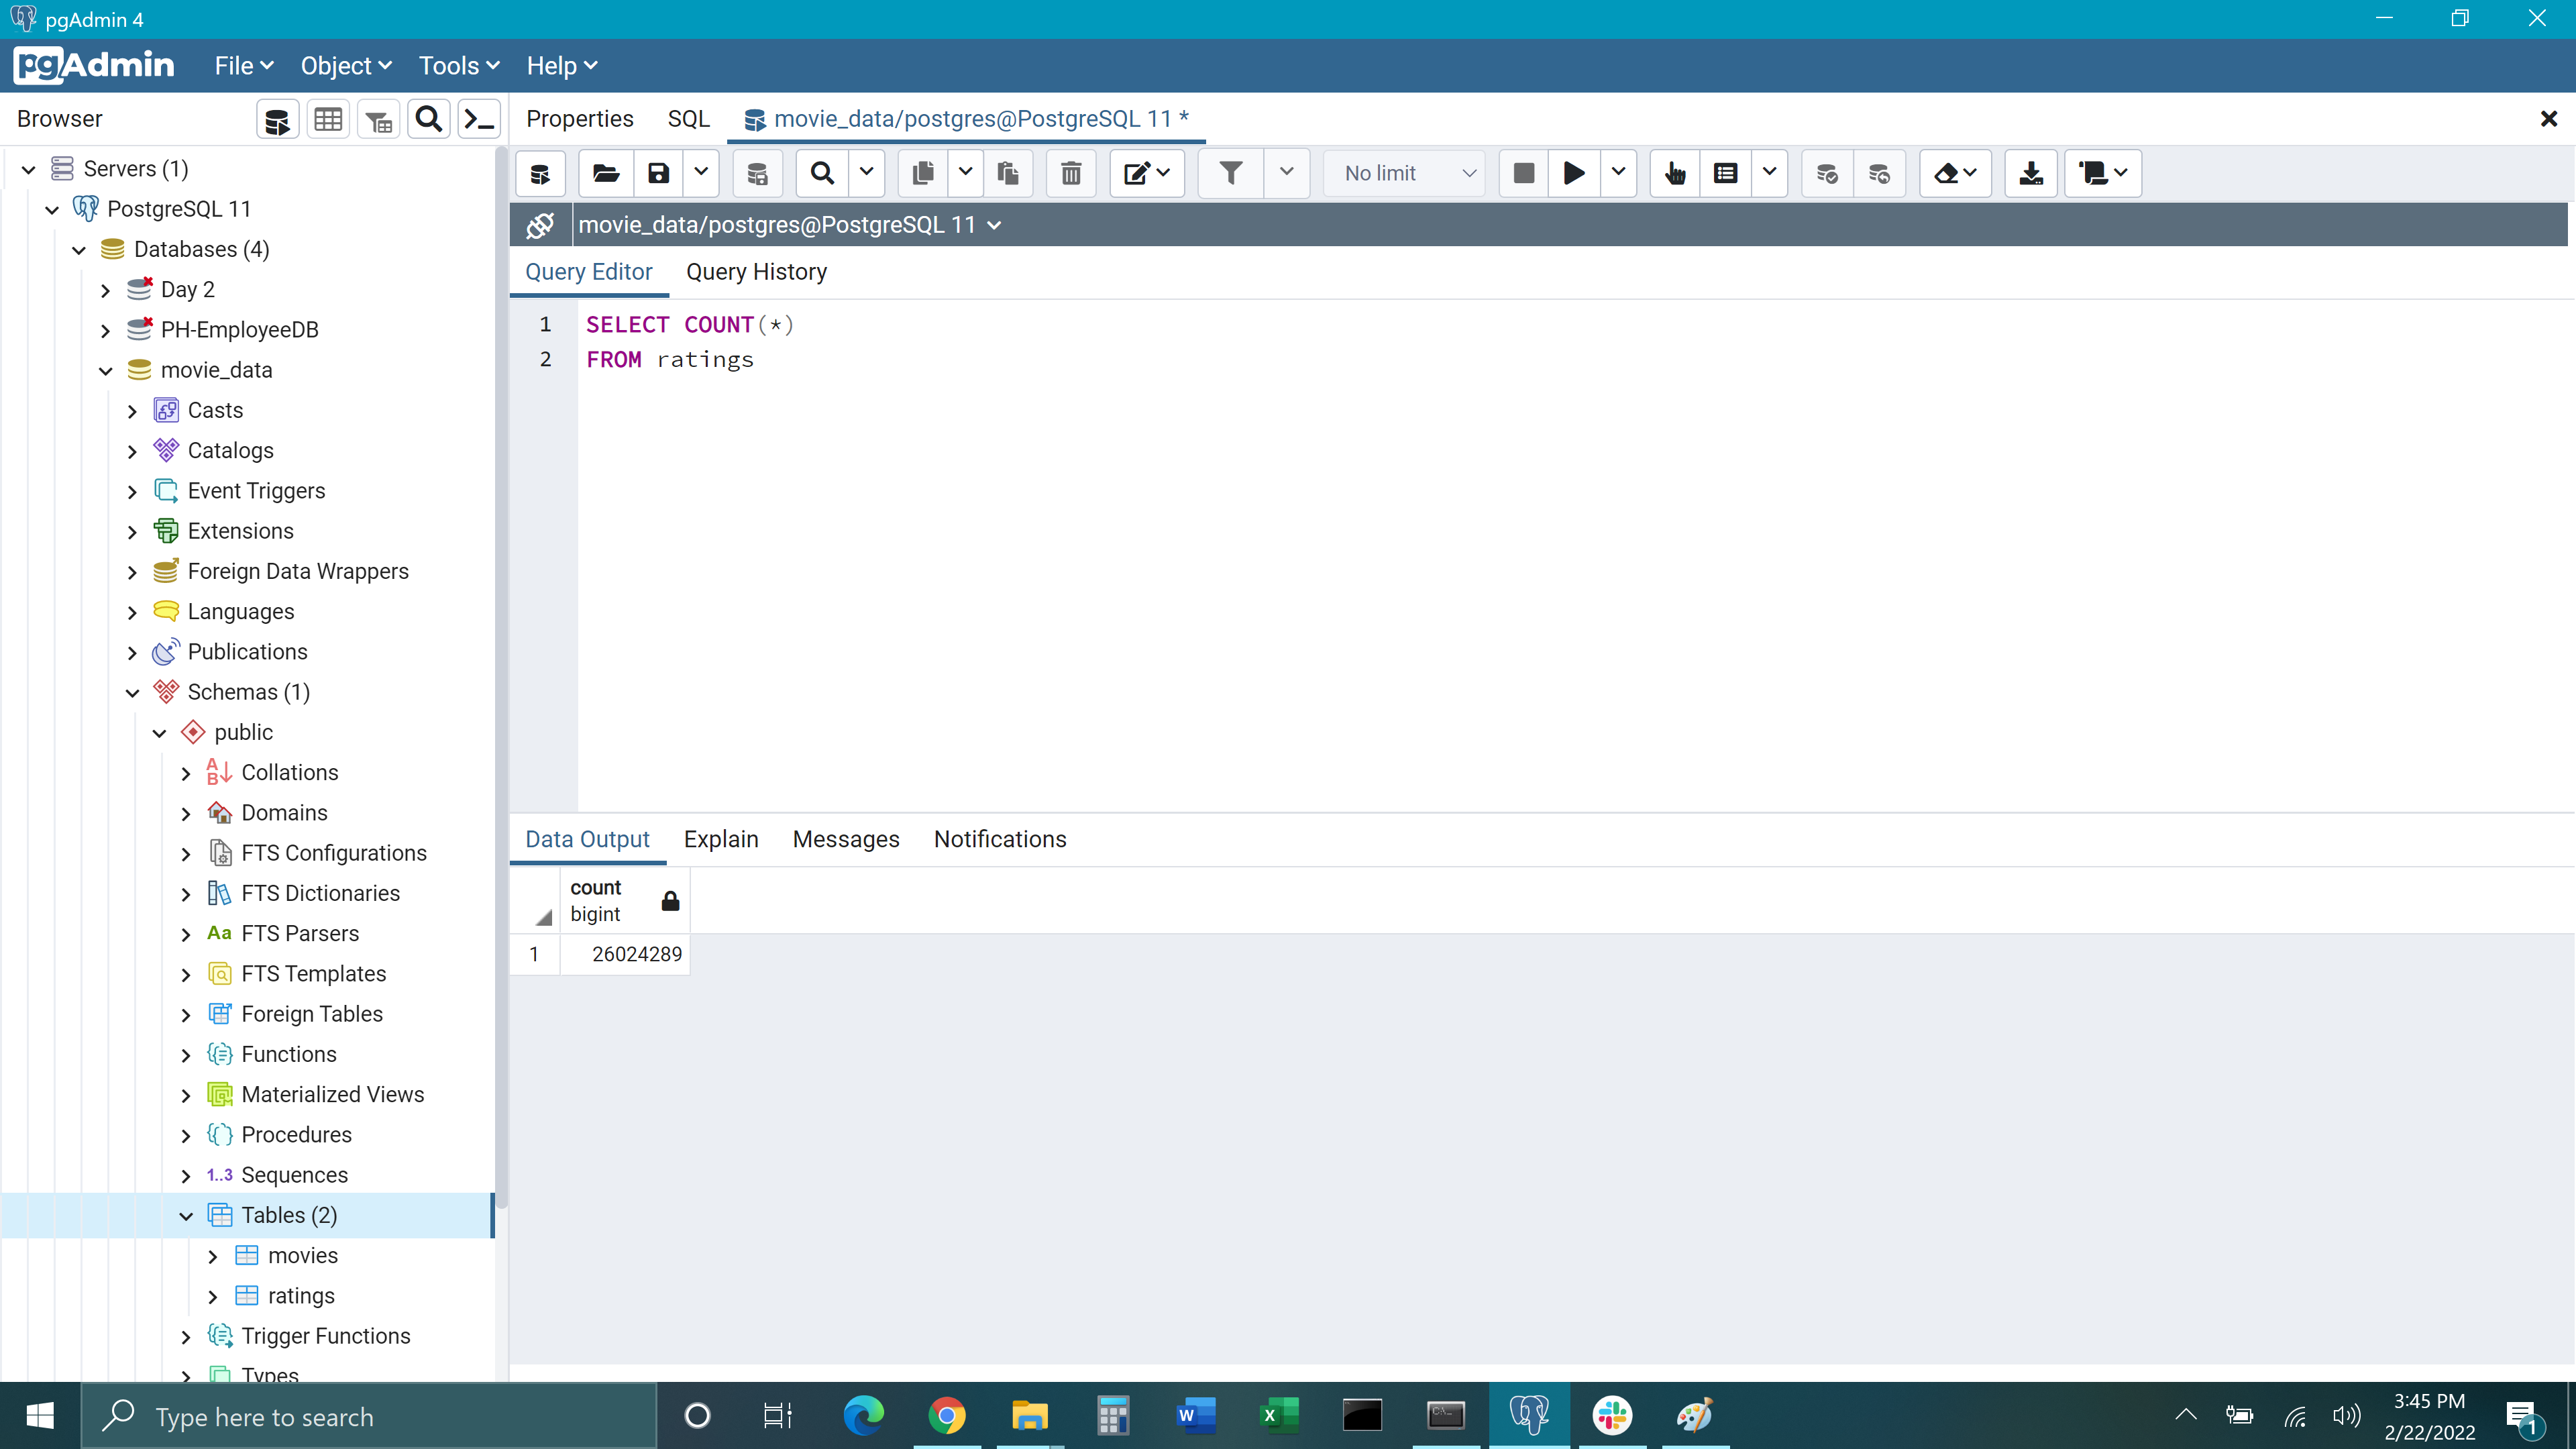 pgAdmin 4
pgAdmin File Object Tools Help
Browser
Properties SQL movie_data/postgres@PostgreSQL 11 *
No limit
movie_data/postgres@PostgreSQL 11
Query Editor Query History
1 SELECT COUNT(*)
2 FROM ratings
Servers (1)
PostgreSQL 11
Databases (4)
Day 2
PH-EmployeeDB
movie_data
Casts
Catalogs
Event Triggers
Extensions
Foreign Data Wrappers
Languages
Publications
Schemas (1)
public
Collations
Domains
FTS Configurations
FTS Dictionaries
Aa FTS Parsers
FTS Templates
Foreign Tables
Functions
Materialized Views
Procedures
1..3 Sequences
Tables (2)
movies
ratings
Trigger Functions
Types
Data Output Explain Messages Notifications
count
bigint
1 26024289
Type here to search
3:45 PM
2/22/2022
1